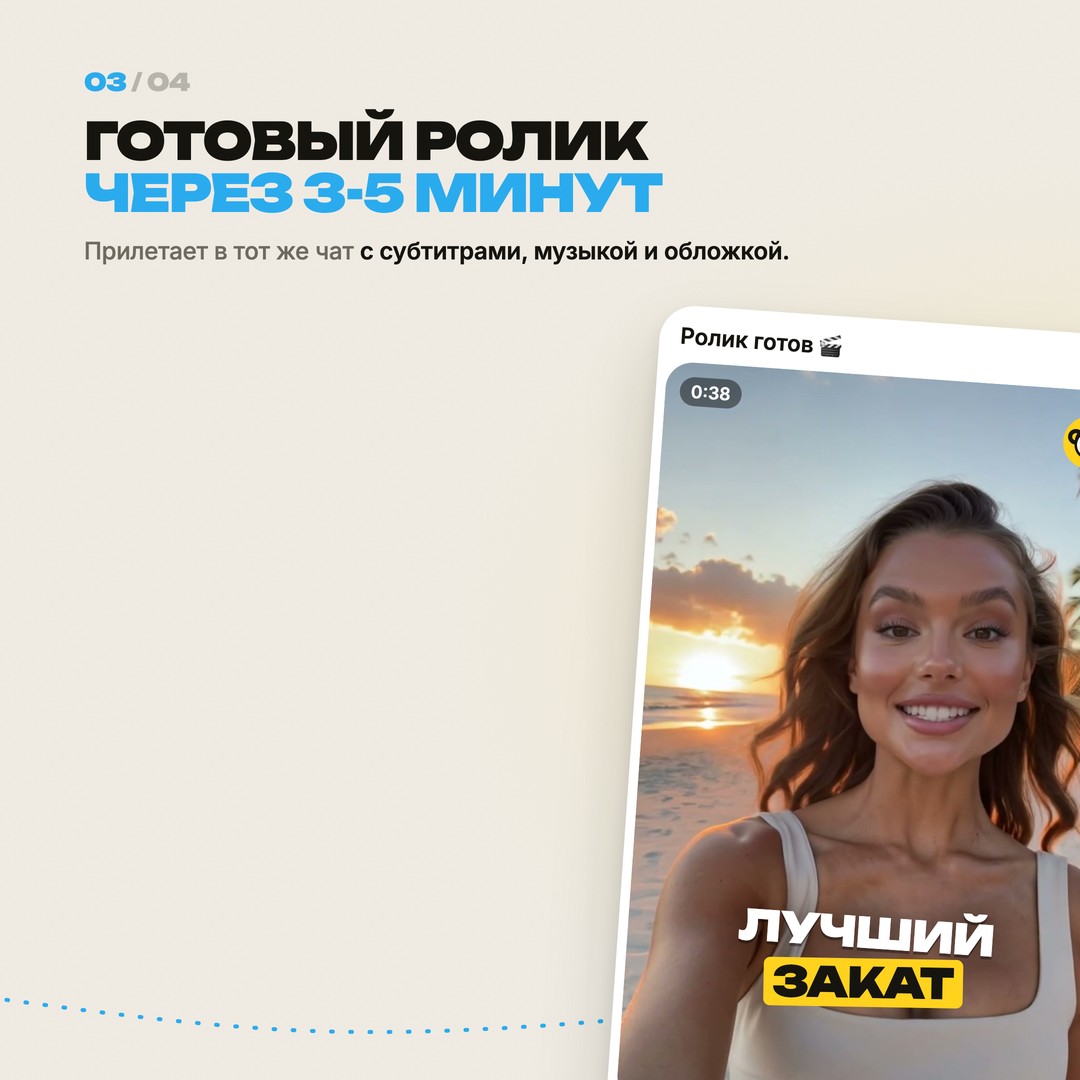 03 / 04
ГОТОВЫЙ РОЛИК
ЧЕРЕЗ 3-5 МИНУТ
Прилетает в тот же чат с субтитрами, музыкой и обложкой.
Ролик готов 🎬
0:38
ЛУЧШИЙ
ЗАКАТ